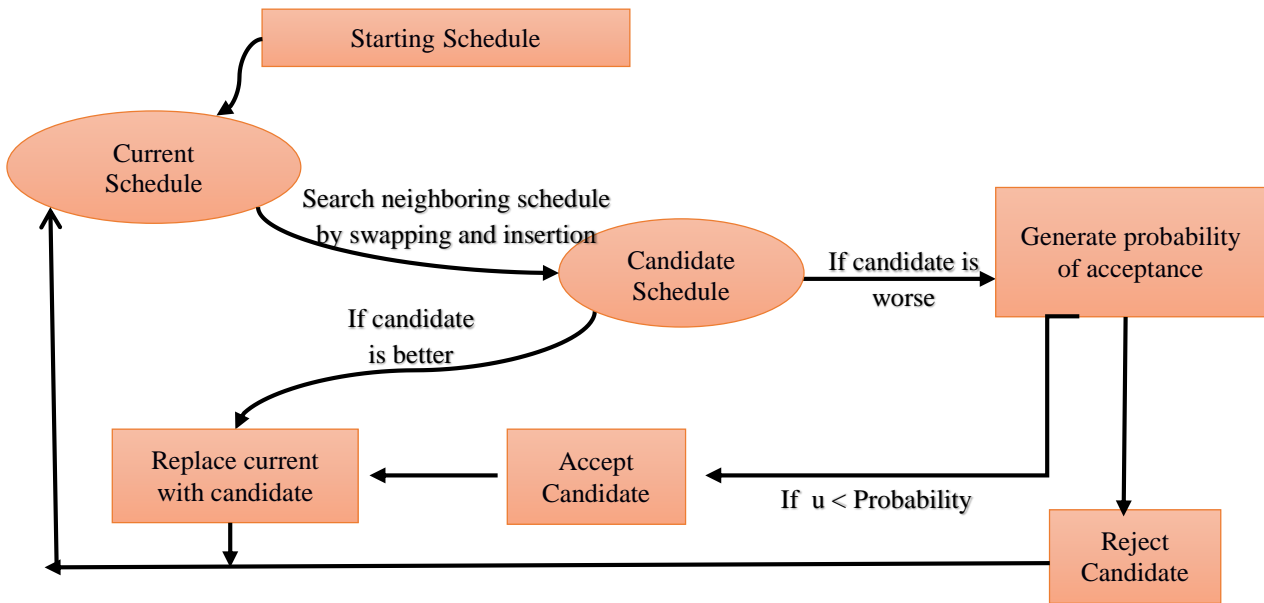 Starting Schedule
Current
Schedule
Search neighboring schedule
by swapping and insertion
Candidate
Schedule
If candidate is
worse
Generate probability
of acceptance
If candidate
is better
Replace current
with candidate
Accept
Candidate
If u < Probability
Reject
Candidate